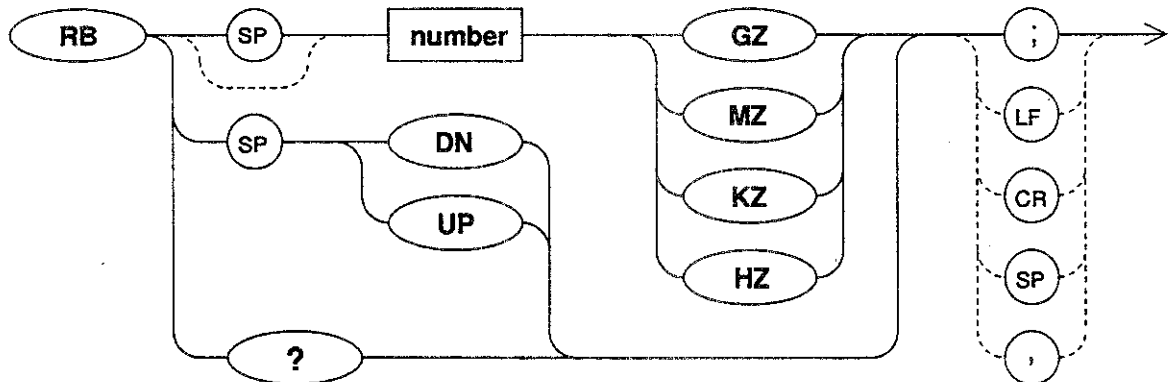 RB SP number GZ ;
MZ LF
SP DN
KZ CR
UP
HZ SP
? ,